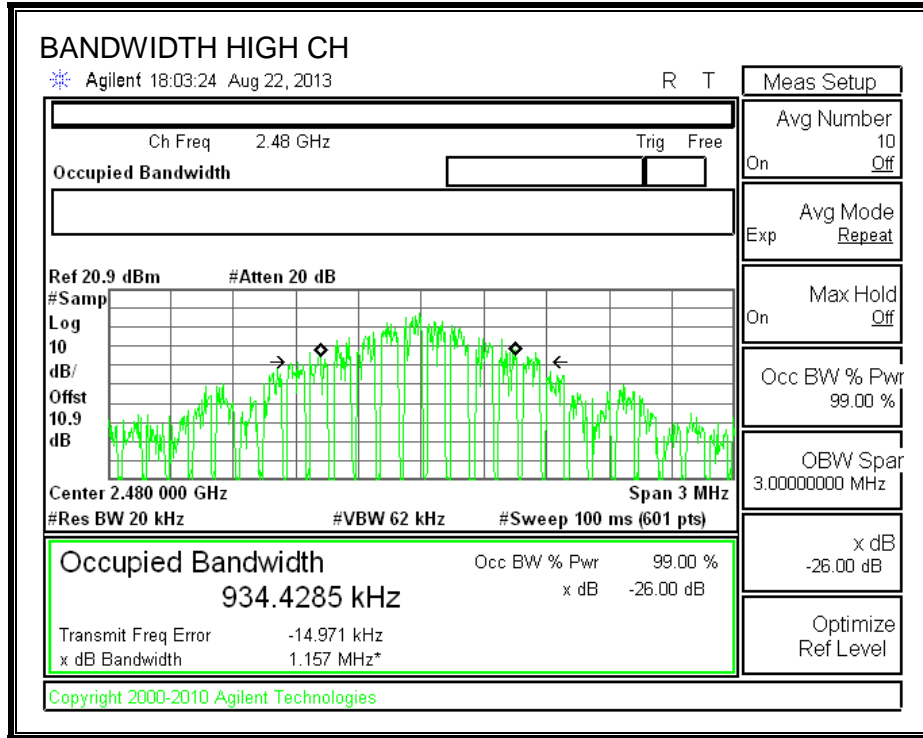 BANDWIDTH HIGH CH
Agilent 18:03:24 Aug 22, 2013 R T
Ch Freq 2.48 GHz Trig Free
Occupied Bandwidth
Ref 20.9 dBm #Atten 20 dB
#Samp
Log
10
dB/
Offst
10.9
dB
Center 2.480 000 GHz Span 3 MHz
#Res BW 20 kHz #VBW 62 kHz #Sweep 100 ms (601 pts)
Occupied Bandwidth Occ BW % Pwr 99.00 %
934.4285 kHz x dB -26.00 dB
Transmit Freq Error -14.971 kHz
x dB Bandwidth 1.157 MHz*
Copyright 2000-2010 Agilent Technologies
Meas Setup
Avg Number
10
On Off
Avg Mode
Exp Repeat
Max Hold
On Off
Occ BW % Pwr
99.00 %
OBW Spar
3.00000000 MHz
x dB
-26.00 dB
Optimize
Ref Level